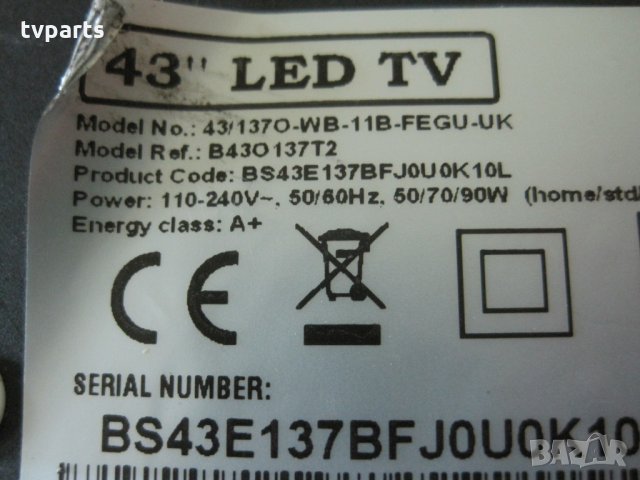 tvparts
43" LED TV
Model No.: 43/137O-WB-11B-FEGU-UK
Model Ref.: B43O137T2
Product Code: BS43E137BFJ0U0K10L
Power: 110-240V~, 50/60Hz, 50/70/90W (home/std/
Energy class: A+
CE
SERIAL NUMBER:
BS43E137BFJ0U0K10
BAZAR